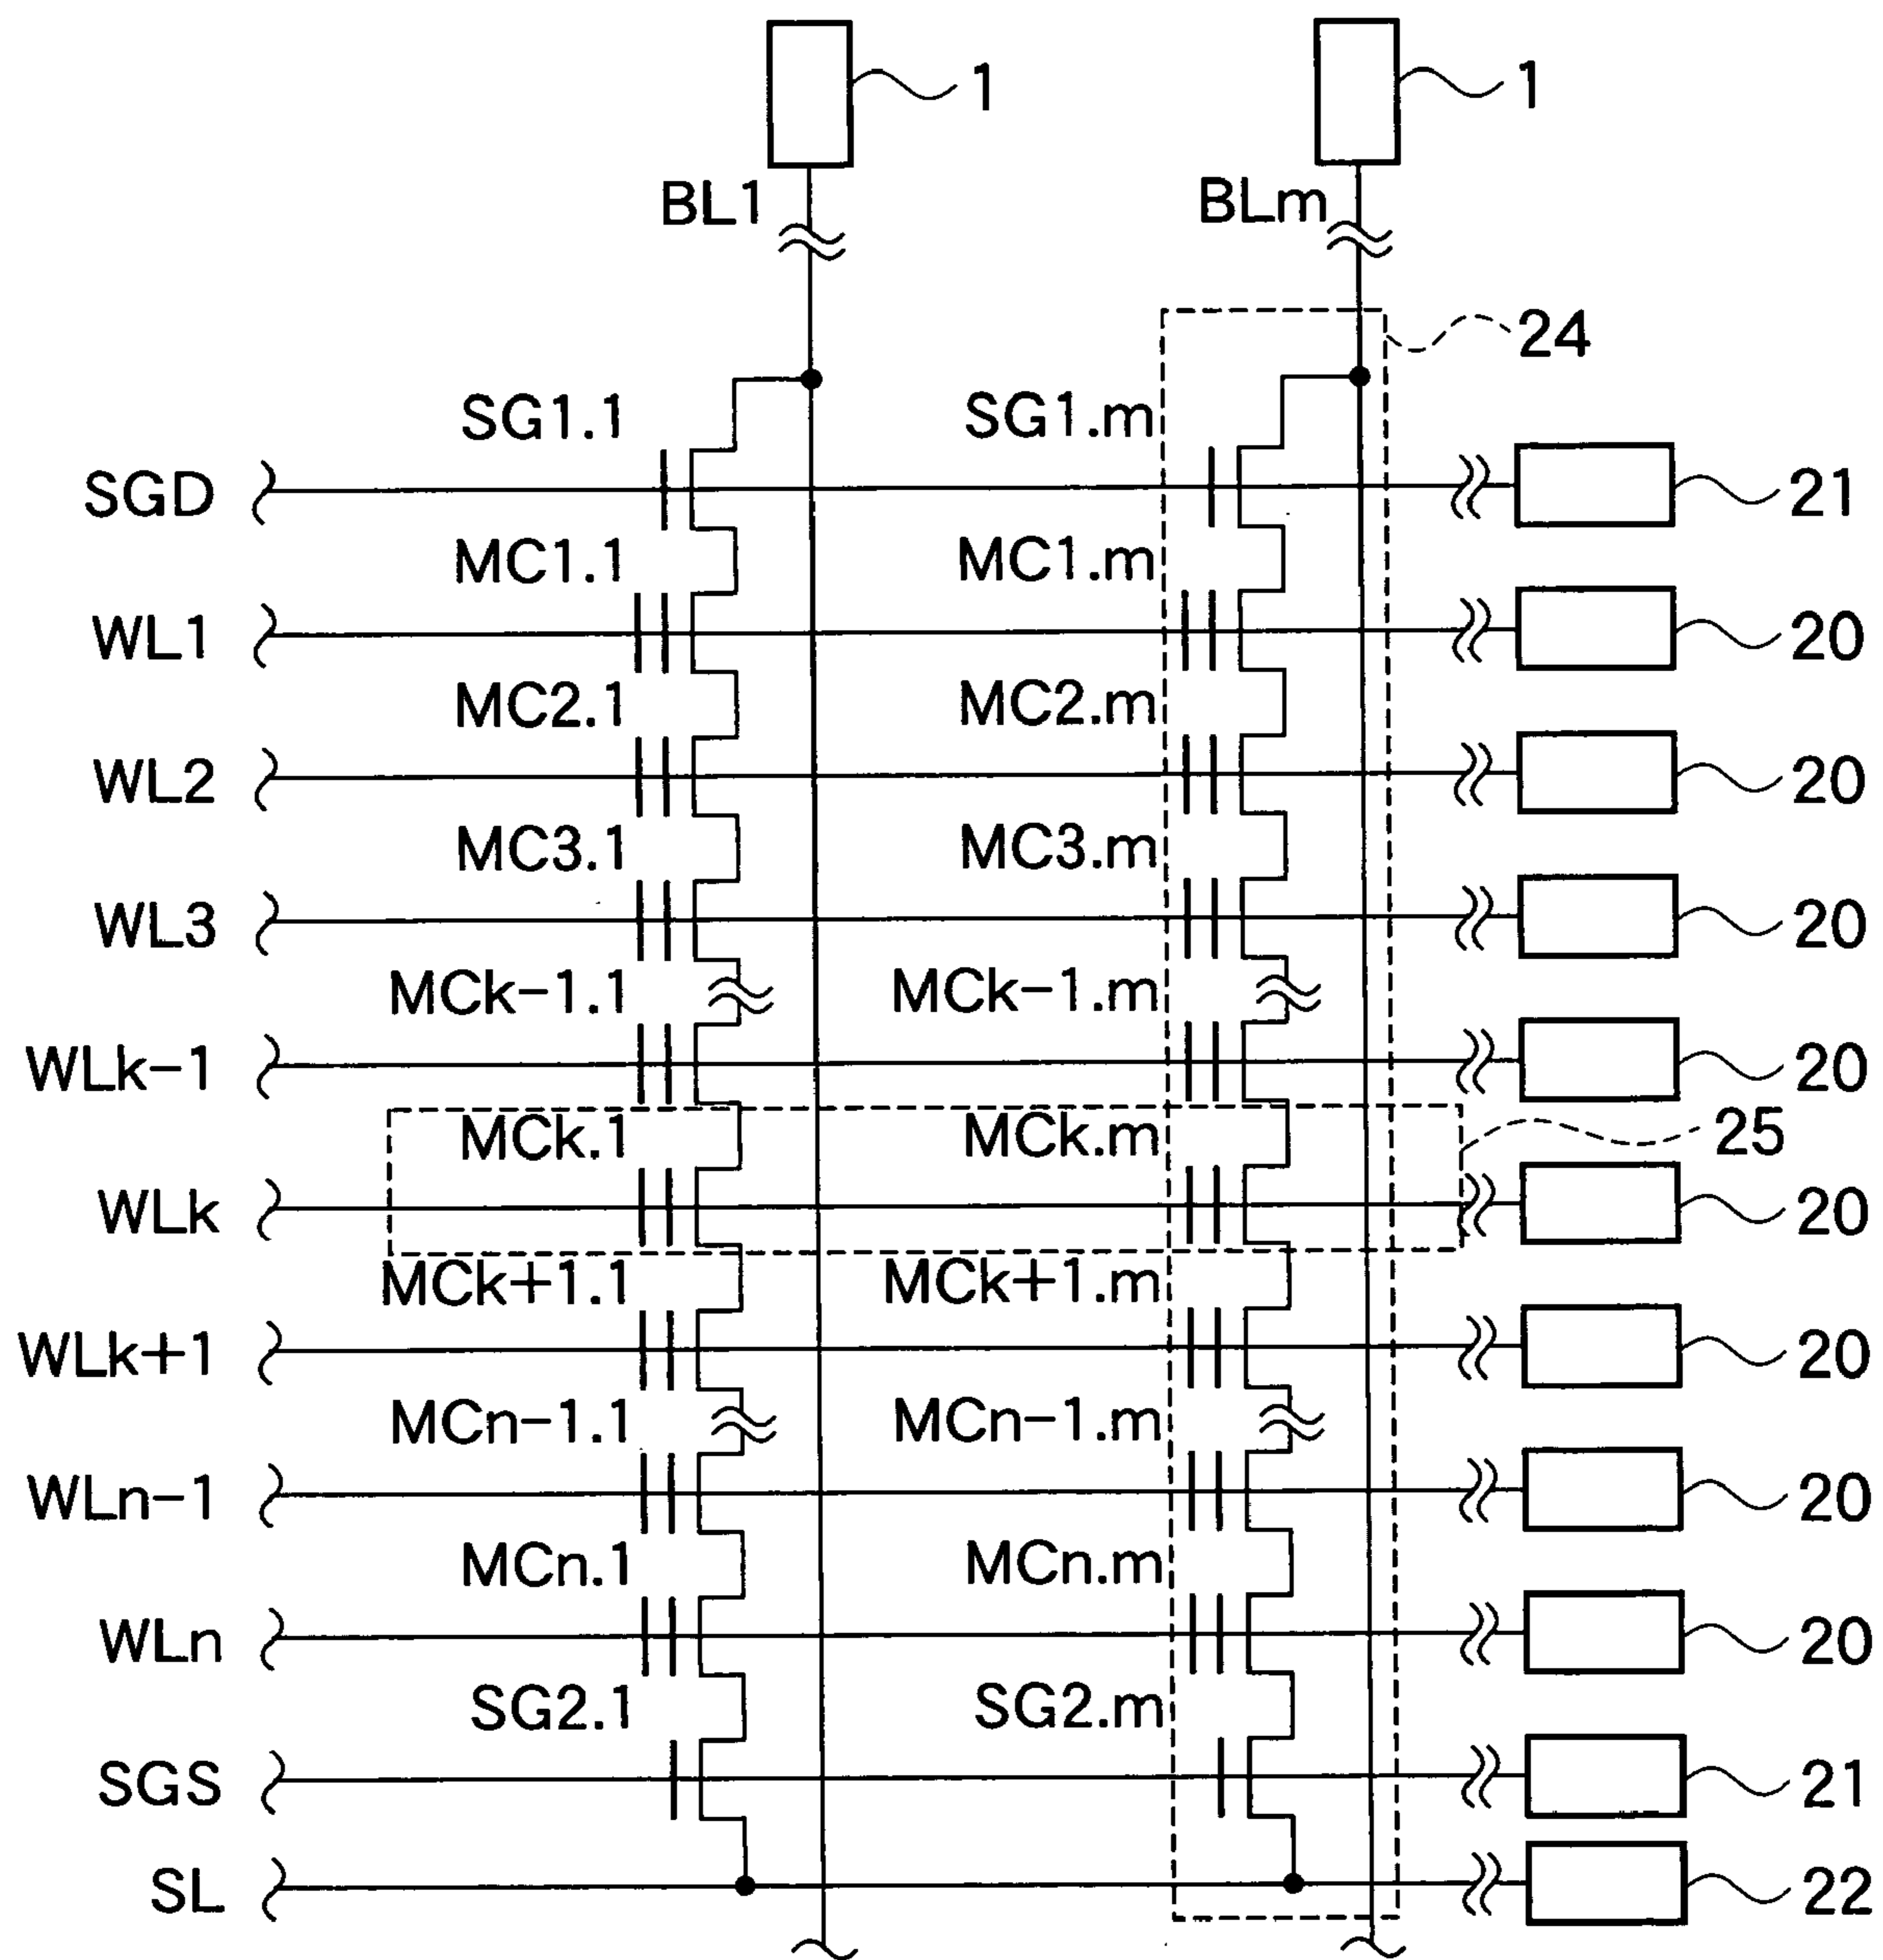 1 1
BL1 BLm
24
SG1.1 SG1.m
SGD 21
MC1.1 MC1.m
WL1 20
MC2.1 MC2.m
WL2 20
MC3.1 MC3.m
WL3 20
MCk-1.1 MCk-1.m
WLk-1 20
MCk.1 MCk.m 25
WLk 20
MCk+1.1 MCk+1.m
WLk+1 20
MCn-1.1 MCn-1.m
WLn-1 20
MCn.1 MCn.m
WLn 20
SG2.1 SG2.m
SGS 21
SL 22